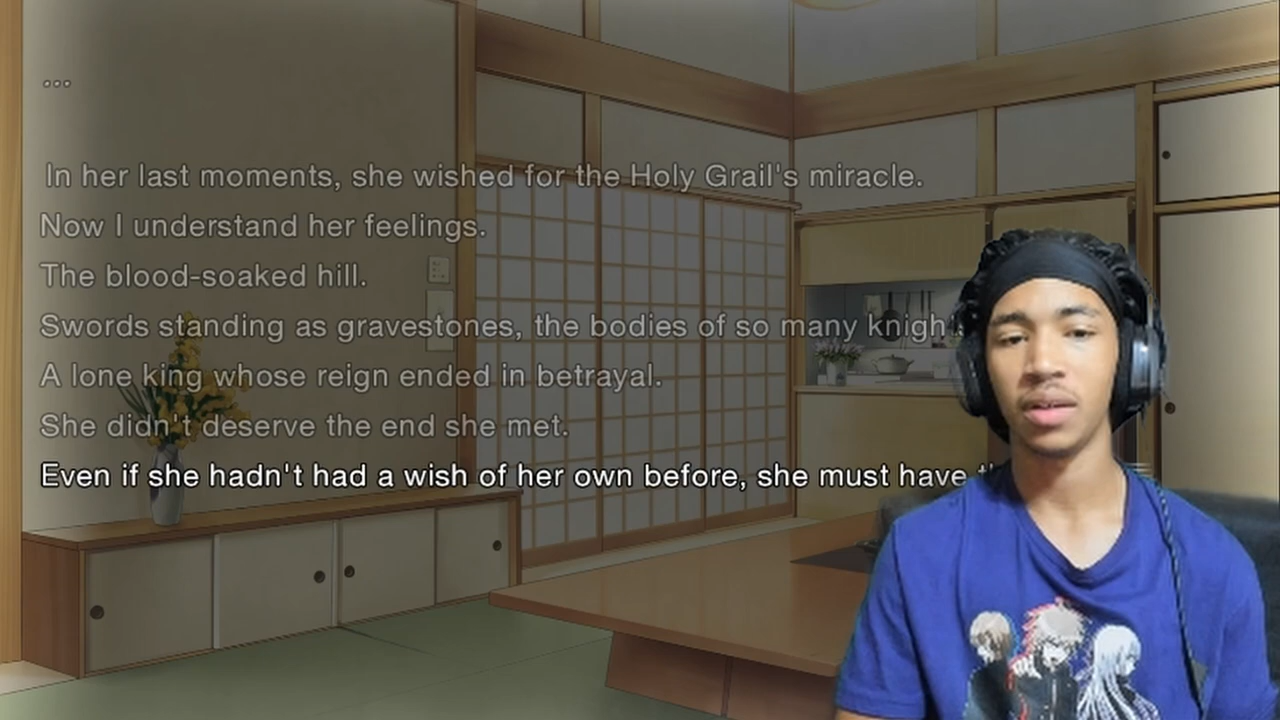 ...
In her last moments, she wished for the Holy Grail's miracle.
Now I understand her feelings.
The blood-soaked hill.
Swords standing as gravestones, the bodies of so many
A lone king whose reign ended in betrayal.
She didn't deserve the end she met.
Even if she hadn't had a wish of her own before, she must have